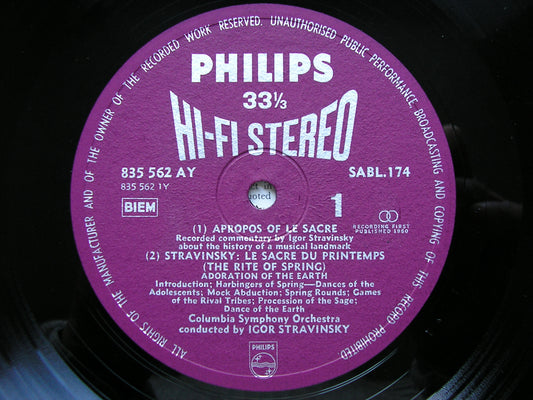 ALL RIGHTS OF THE MANUFACTURER AND OF THE OWNER OF THE RECORDED WORK RESERVED. UNAUTHORISED PUBLIC PERFORMANCE, BROADCASTING AND COPYING OF THIS RECORD PROHIBITED
PHILIPS
33⅓
HI-FI STEREO
835 562 AY
SABL.174
835 562 1Y
BIEM
1
RECORDING FIRST
PUBLISHED 1960
(1) APROPOS OF LE SACRE
Recorded commentary by Igor Stravinsky
about the history of a musical landmark
(2) STRAVINSKY: LE SACRE DU PRINTEMPS
(THE RITE OF SPRING)
ADORATION OF THE EARTH
Introduction; Harbingers of Spring—Dances of the
Adolescents; Mock Abduction; Spring Rounds; Games
of the Rival Tribes; Procession of the Sage;
Dance of the Earth
Columbia Symphony Orchestra
conducted by IGOR STRAVINSKY
PHILIPS